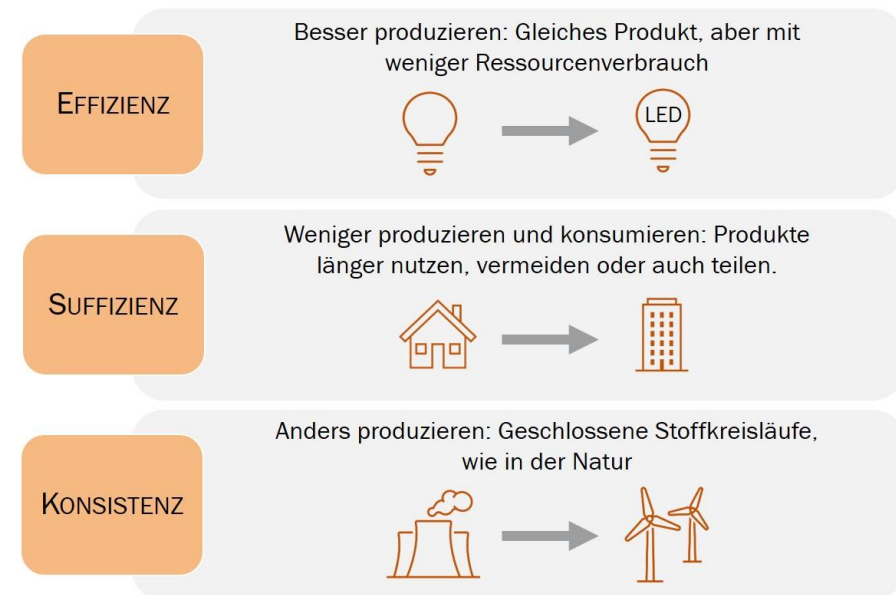 EFFIZIENZ
Besser produzieren: Gleiches Produkt, aber mit
weniger Ressourcenverbrauch
LED
SUFFIZIENZ
Weniger produzieren und konsumieren: Produkte
länger nutzen, vermeiden oder auch teilen.
KONSISTENZ
Anders produzieren: Geschlossene Stoffkreisläufe,
wie in der Natur